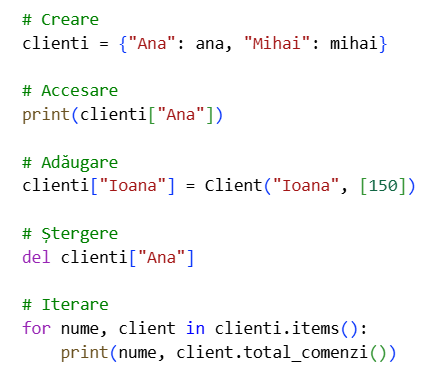 # Creare
clienti = {"Ana": ana, "Mihai": mihai}
# Accesare
print(clienti["Ana"])
# Adăugare
clienti["Ioana"] = Client("Ioana", [150])
# Ștergere
del clienti["Ana"]
# Iterare
for nume, client in clienti.items():
    print(nume, client.total_comenzi())